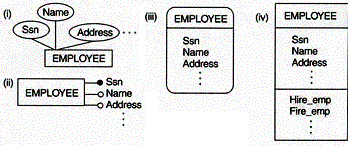 (i)
Name
Ssn
Address ...
EMPLOYEE
(ii)
EMPLOYEE
Ssn
Name
Address
(iii)
EMPLOYEE
Ssn
Name
Address
(iv)
EMPLOYEE
Ssn
Name
Address
Hire_emp
Fire_emp